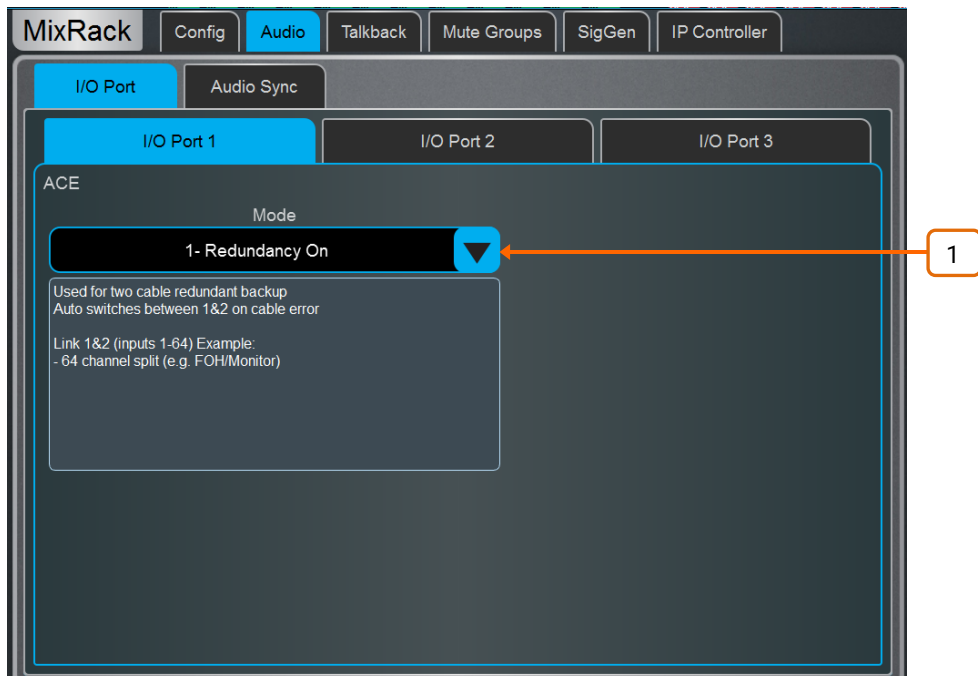 MixRack
Config
Audio
Talkback
Mute Groups
SigGen
IP Controller
I/O Port
Audio Sync
I/O Port 1
I/O Port 2
I/O Port 3
ACE
Mode
1- Redundancy On
1
Used for two cable redundant backup
Auto switches between 1&2 on cable error
Link 1&2 (inputs 1-64) Example:
- 64 channel split (e.g. FOH/Monitor)